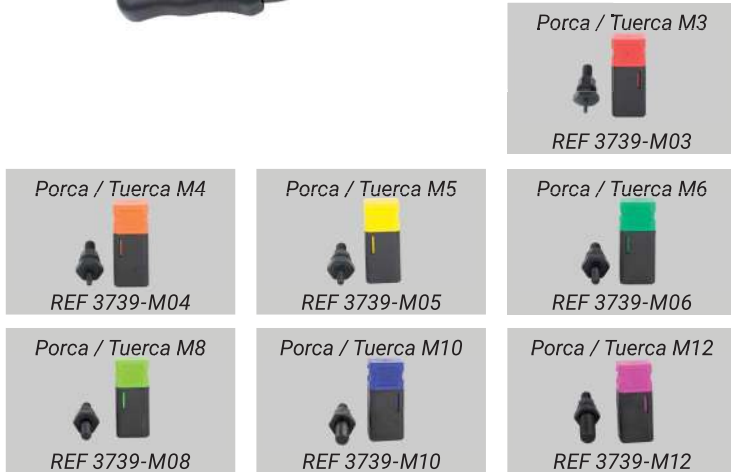 Porca / Tuerca M3
REF 3739-M03
Porca / Tuerca M4
REF 3739-M04
Porca / Tuerca M5
REF 3739-M05
Porca / Tuerca M6
REF 3739-M06
Porca / Tuerca M8
REF 3739-M08
Porca / Tuerca M10
REF 3739-M10
Porca / Tuerca M12
REF 3739-M12